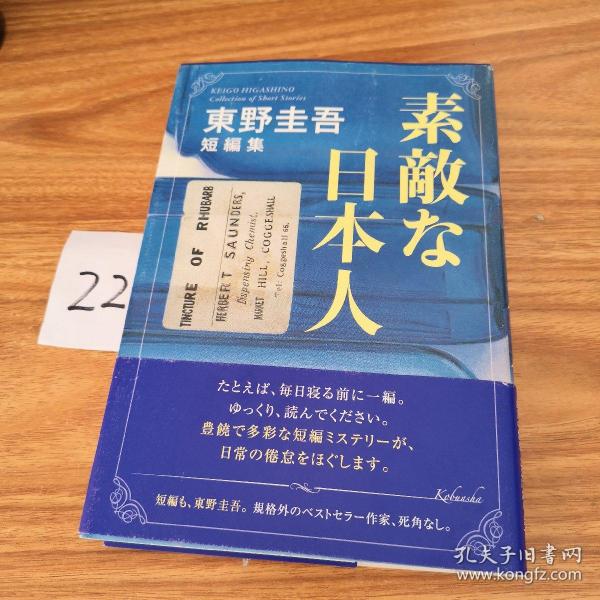 KEIGO HIGASHINO
Collection of Short Stories
東野圭吾
短編集
素敵な
日本人
TINCTURE OF RHUBARB
HERBERT SAUNDERS,
Dispensing Chemist,
MARKET HILL, COGGESHALL
Tel: Coggeshall 66.
22
たとえば、毎日寝る前に一編。
ゆっくり、読んでください。
豊饒で多彩な短編ミステリーが、
日常の倦怠をほぐします。
Kobunsha
短編も、東野圭吾。規格外のベストセラー作家、死角なし。
孔夫子旧书网
www.kongfz.com